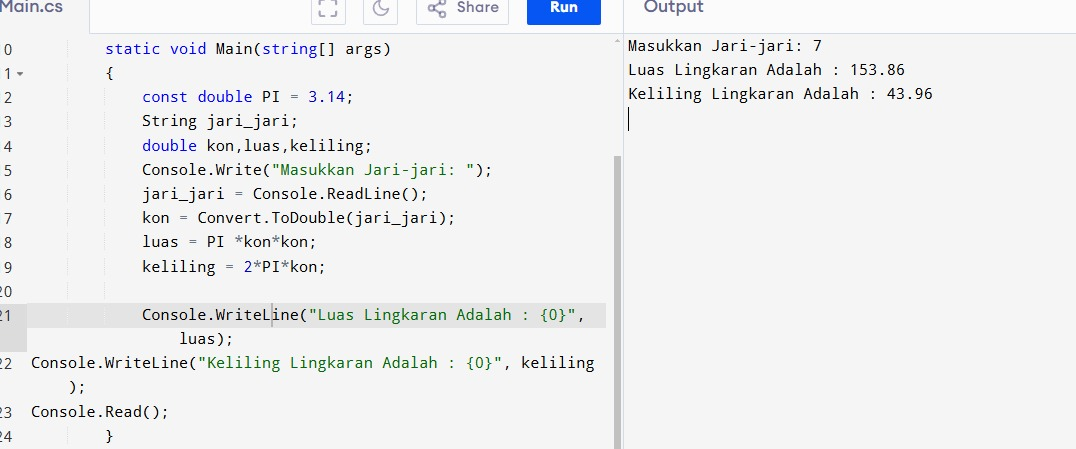 Main.cs
Share
Run
Output
0 static void Main(string[] args)
1 {
2 const double PI = 3.14;
3 String jari_jari;
4 double kon,luas,keliling;
5 Console.Write("Masukkan Jari-jari: ");
6 jari_jari = Console.ReadLine();
7 kon = Convert.ToDouble(jari_jari);
8 luas = PI *kon*kon;
9 keliling = 2*PI*kon;
20
21 Console.WriteLine("Luas Lingkaran Adalah : {0}",
luas);
22 Console.WriteLine("Keliling Lingkaran Adalah : {0}", keliling
);
23 Console.Read();
24 }
Masukkan Jari-jari: 7
Luas Lingkaran Adalah : 153.86
Keliling Lingkaran Adalah : 43.96